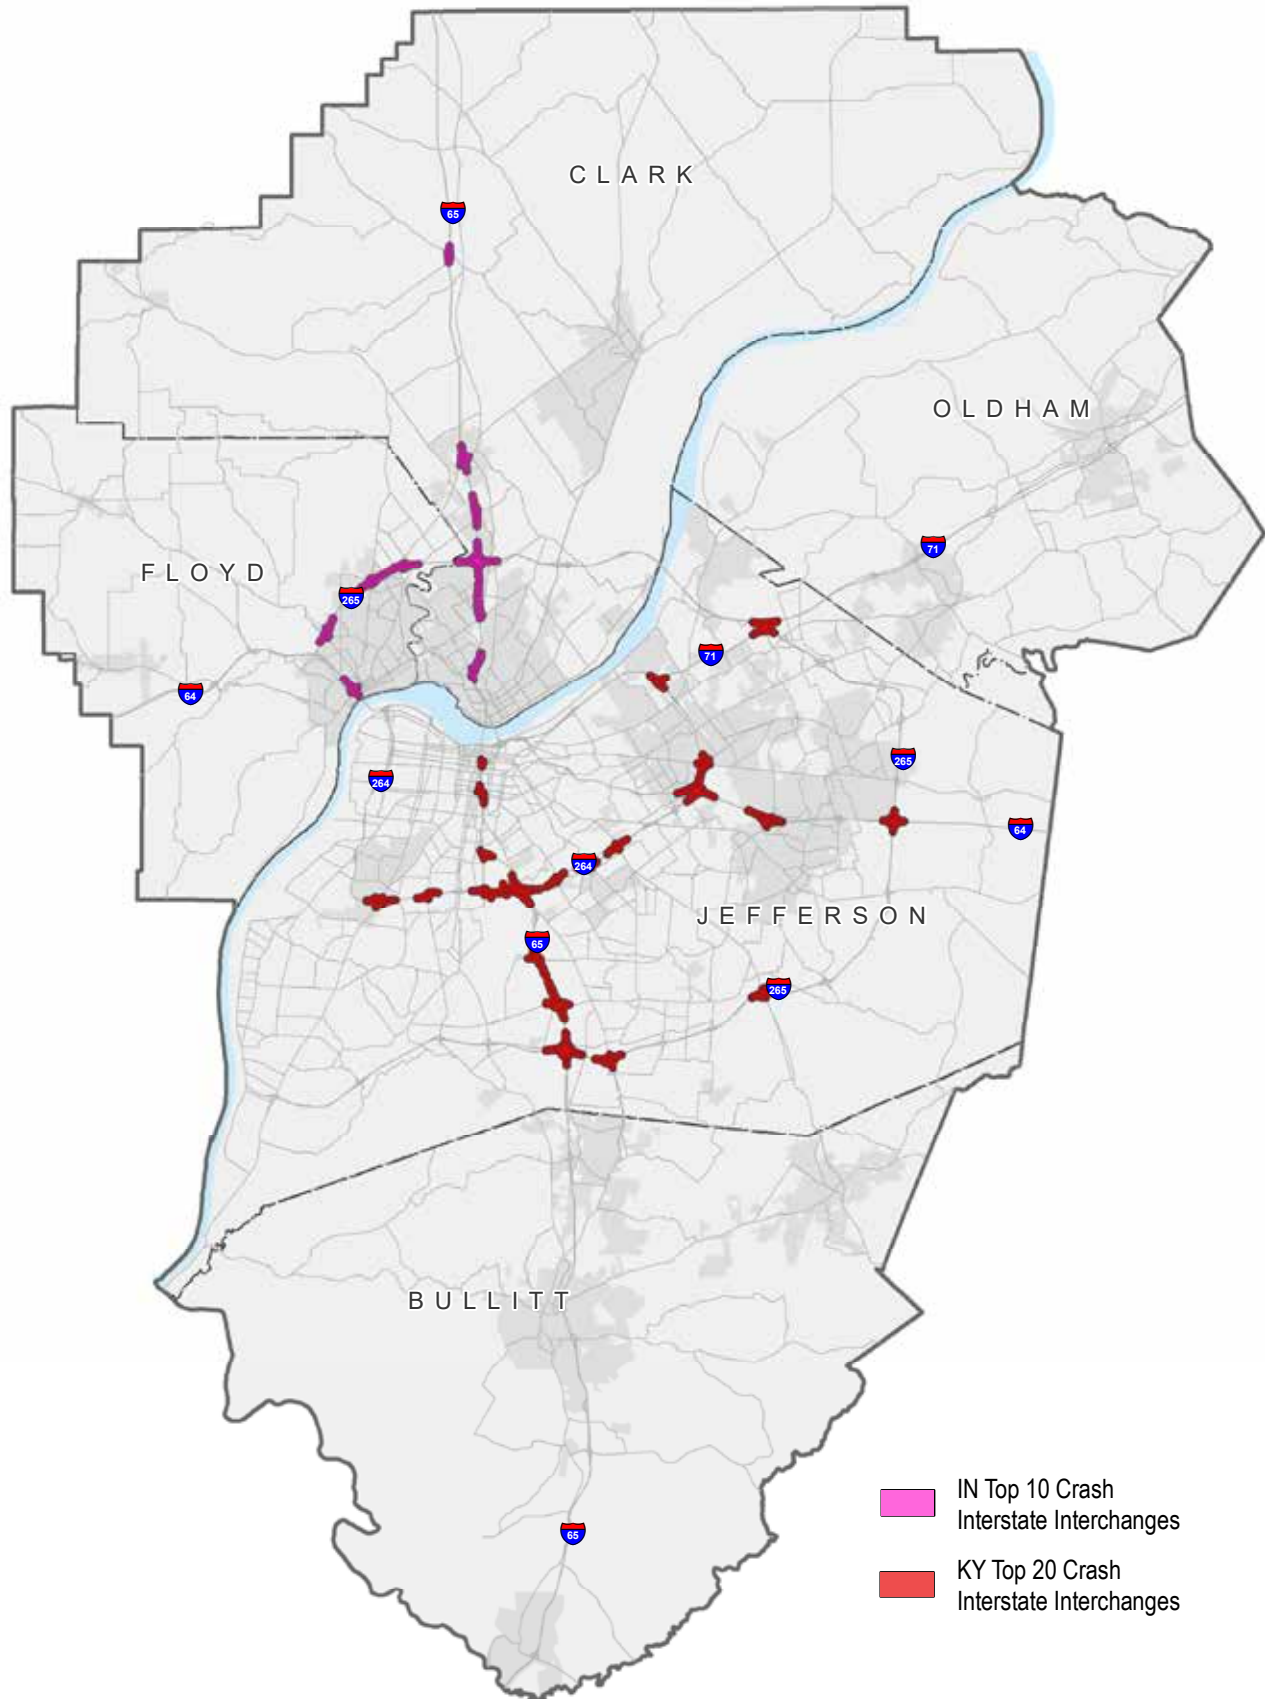 CLARK
65
OLDHAM
71
FLOYD
265
71
64
265
264
64
264
JEFFERSON
65
265
BULLITT
IN Top 10 Crash
Interstate Interchanges
65
KY Top 20 Crash
Interstate Interchanges